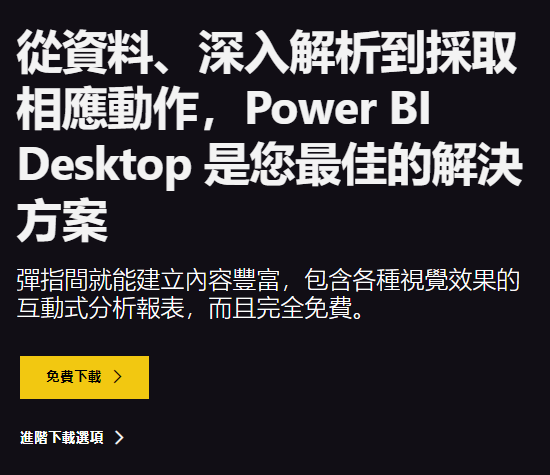 從資料、深入解析到採取
相應動作，Power BI
Desktop 是您最佳的解決
方案
彈指間就能建立內容豐富，包含各種視覺效果的
互動式分析報表，而且完全免費。
免費下載
進階下載選項